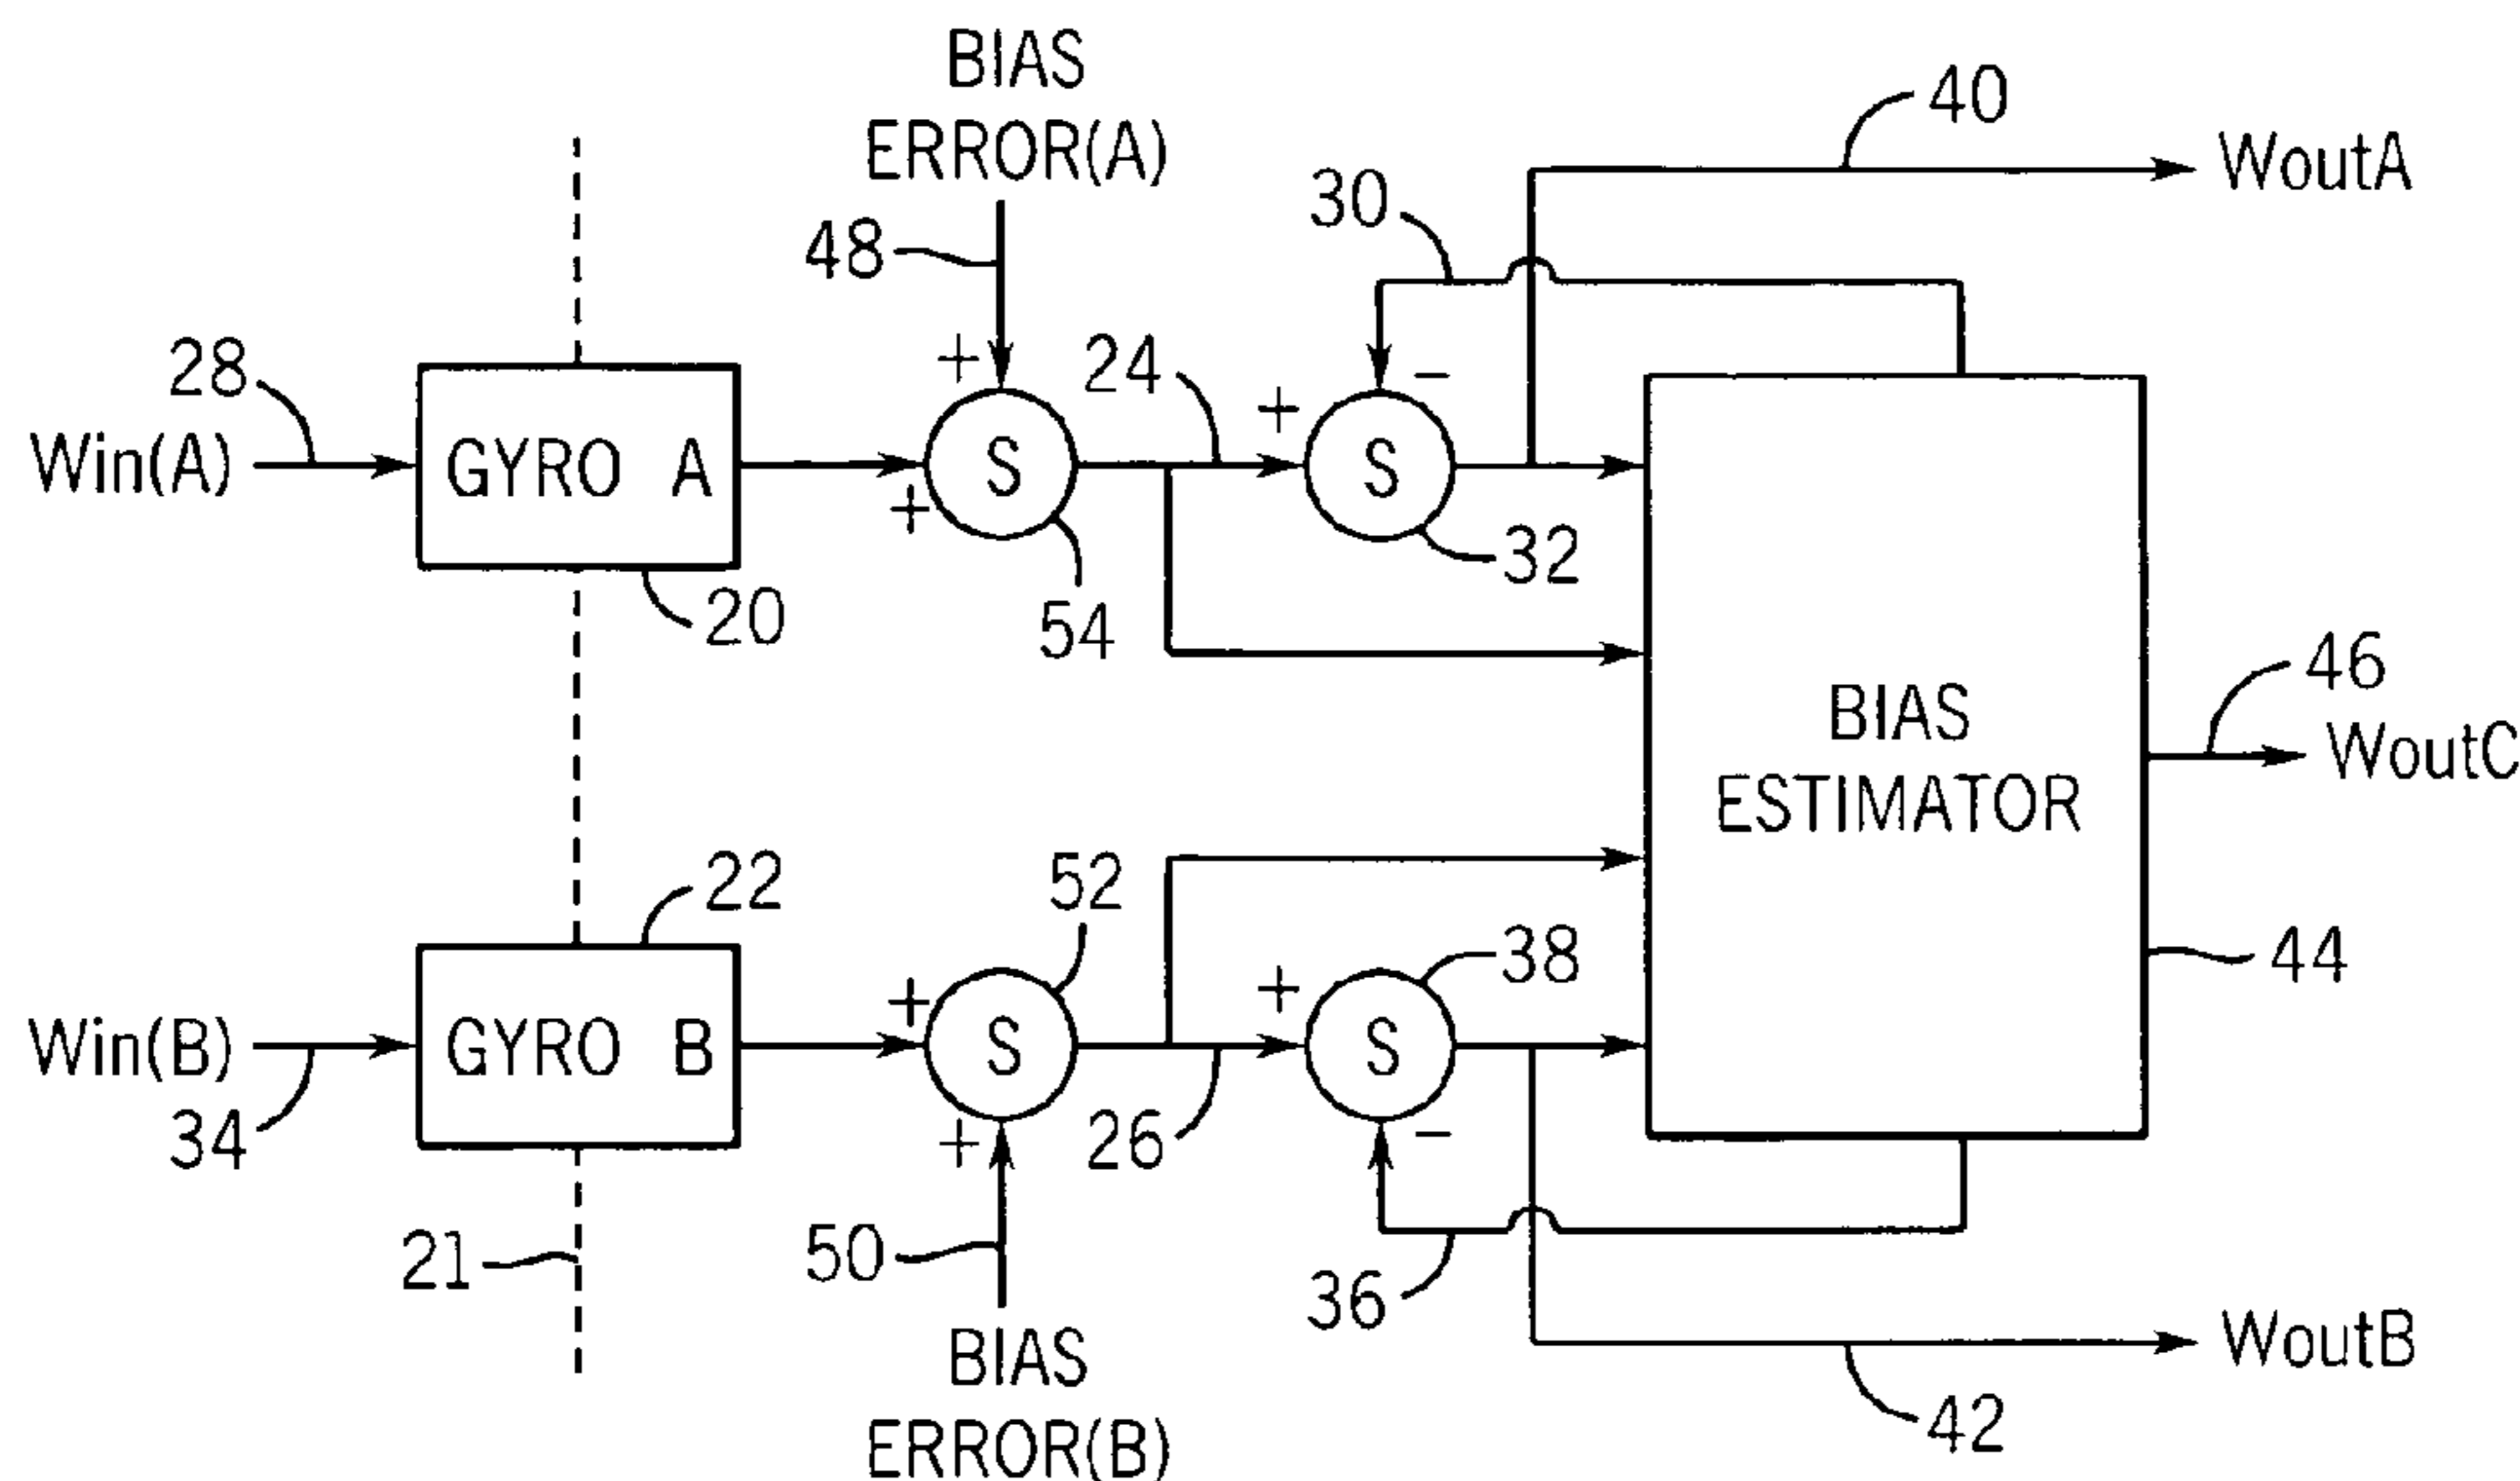 BIAS
ERROR(A)
40
WoutA
30
48
28
24
+
-
+
Win(A)
GYRO A
S
S
+
32
20
54
46
BIAS
ESTIMATOR
WoutC
22
52
38
44
+
+
Win(B)
GYRO B
S
S
34
+
26
-
21
50
36
BIAS
ERROR(B)
WoutB
42